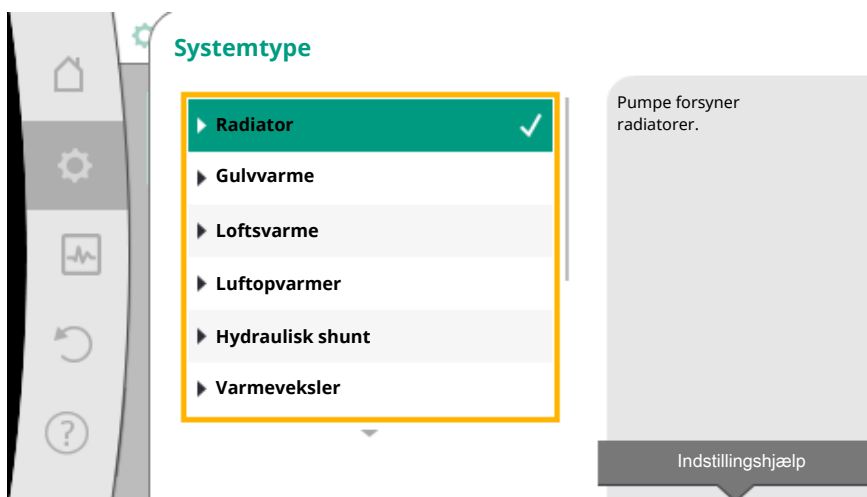 Systemtype
Radiator
Gulvvarme
Loftsvarme
Luftopvarmer
Hydraulisk shunt
Varmeveksler
Pumpe forsyner
radiatorer.
Indstillingshjælp
?